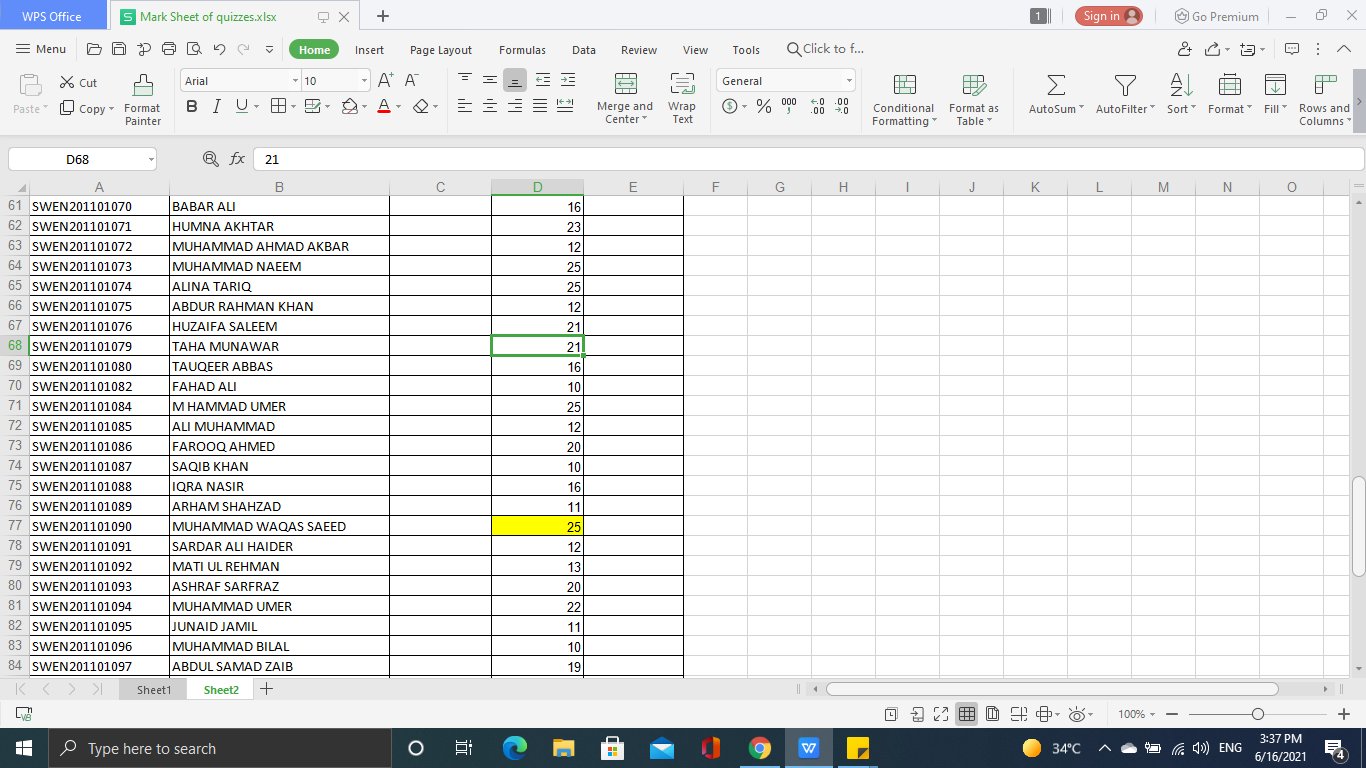 WPS Office Mark Sheet of quizzes.xlsx 1 Sign in Go Premium
Menu Home Insert Page Layout Formulas Data Review View Tools Click to f...
Paste Cut Copy Format Painter Arial 10 A+ A- B I U A Merge and Center Wrap Text General $ % 000 Conditional Formatting Format as Table AutoSum AutoFilter Sort Format Fill Rows and Columns
D68 fx 21
A B C D E F G H I J K L M N O
61 SWEN201101070 BABAR ALI 16
62 SWEN201101071 HUMNA AKHTAR 23
63 SWEN201101072 MUHAMMAD AHMAD AKBAR 12
64 SWEN201101073 MUHAMMAD NAEEM 25
65 SWEN201101074 ALINA TARIQ 25
66 SWEN201101075 ABDUR RAHMAN KHAN 12
67 SWEN201101076 HUZAIFA SALEEM 21
68 SWEN201101079 TAHA MUNAWAR 21
69 SWEN201101080 TAUQEER ABBAS 16
70 SWEN201101082 FAHAD ALI 10
71 SWEN201101084 M HAMMAD UMER 25
72 SWEN201101085 ALI MUHAMMAD 12
73 SWEN201101086 FAROOQ AHMED 20
74 SWEN201101087 SAQIB KHAN 10
75 SWEN201101088 IQRA NASIR 16
76 SWEN201101089 ARHAM SHAHZAD 11
77 SWEN201101090 MUHAMMAD WAQAS SAEED 25
78 SWEN201101091 SARDAR ALI HAIDER 12
79 SWEN201101092 MATI UL REHMAN 13
80 SWEN201101093 ASHRAF SARFRAZ 20
81 SWEN201101094 MUHAMMAD UMER 22
82 SWEN201101095 JUNAID JAMIL 11
83 SWEN201101096 MUHAMMAD BILAL 10
84 SWEN201101097 ABDUL SAMAD ZAIB 19
Sheet1 Sheet2
100%
Type here to search 34°C ENG 3:37 PM 6/16/2021 4